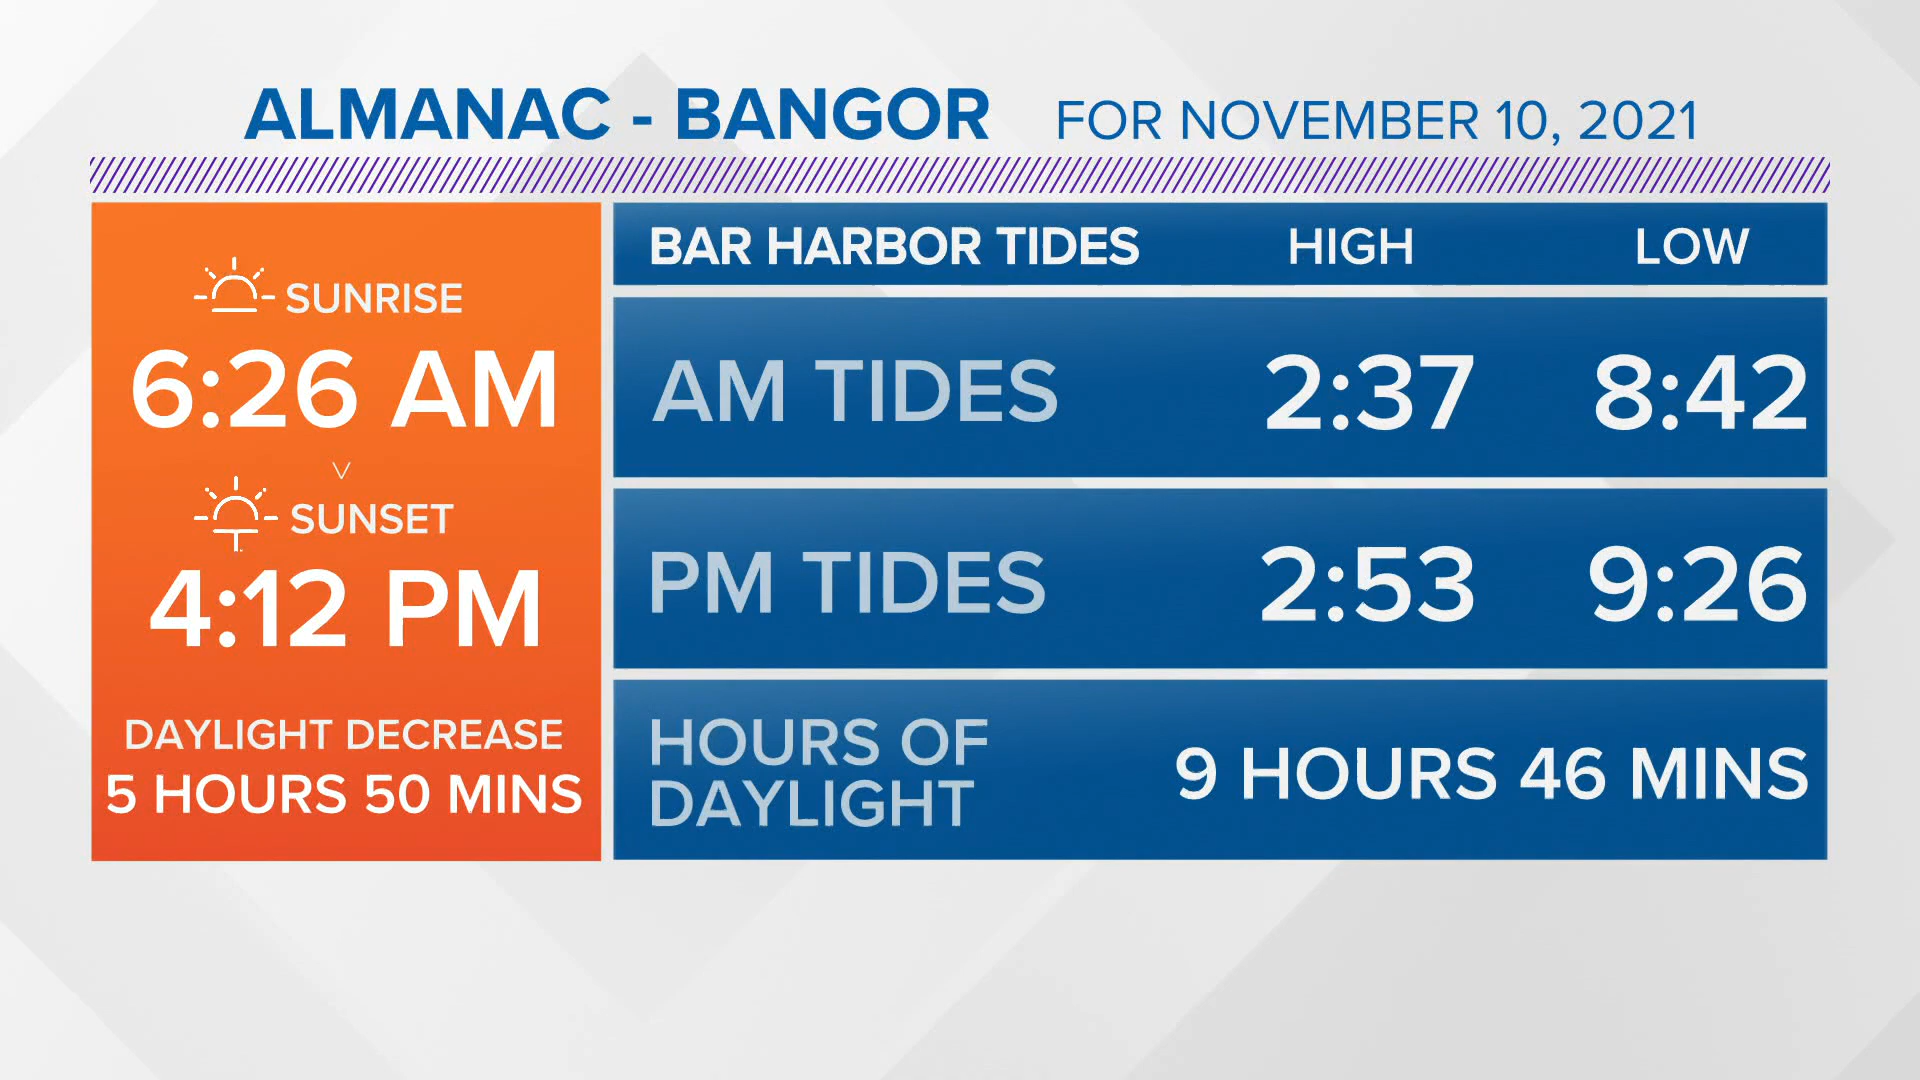 ALMANAC - BANGOR FOR NOVEMBER 10, 2021
SUNRISE
6:26 AM
SUNSET
4:12 PM
DAYLIGHT DECREASE
5 HOURS 50 MINS
BAR HARBOR TIDES HIGH LOW
AM TIDES 2:37 8:42
PM TIDES 2:53 9:26
HOURS OF
DAYLIGHT
9 HOURS 46 MINS